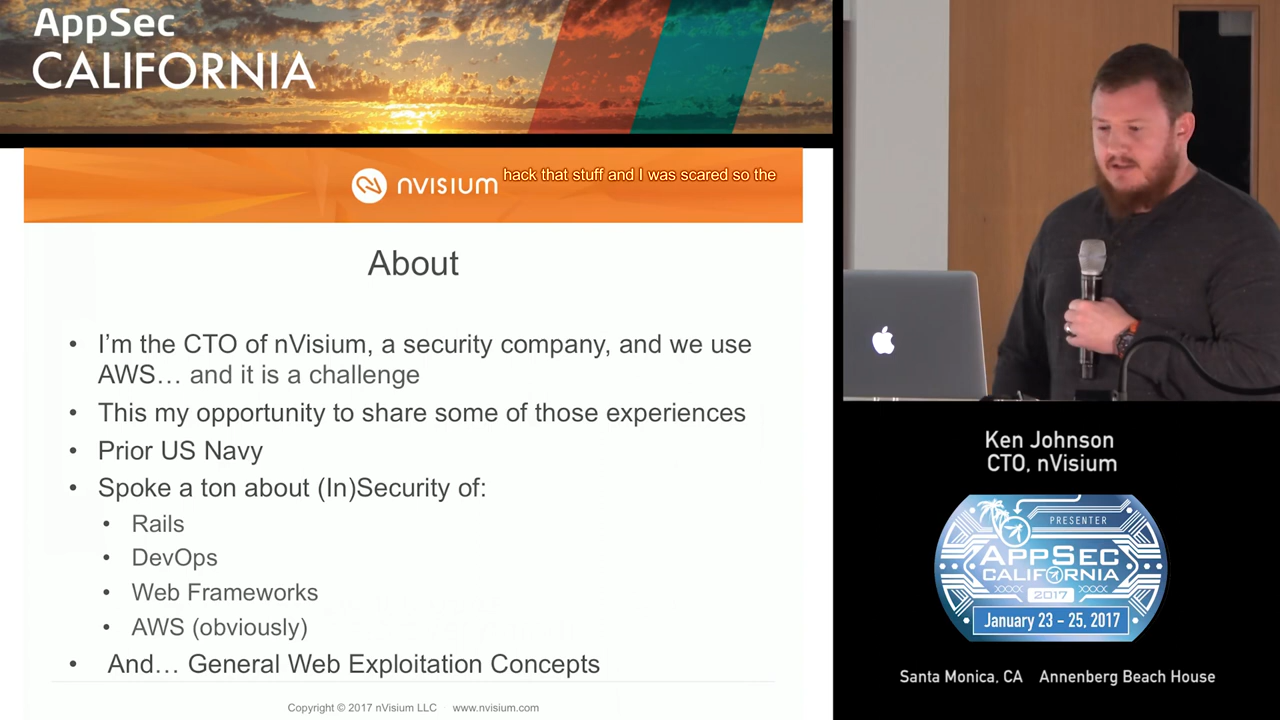 AppSec
CALIFORNIA
nVISIUM
hack that stuff and I was scared so the
About
• I'm the CTO of nVisium, a security company, and we use
AWS… and it is a challenge
• This my opportunity to share some of those experiences
• Prior US Navy
• Spoke a ton about (In)Security of:
• Rails
• DevOps
• Web Frameworks
• AWS (obviously)
• And… General Web Exploitation Concepts
Copyright © 2017 nVisium LLC www.nvisium.com
Ken Johnson
CTO, nVisium
PRESENTER
APPSEC
CALIFORNIA
2017
January 23 – 25, 2017
Santa Monica, CA Annenberg Beach House